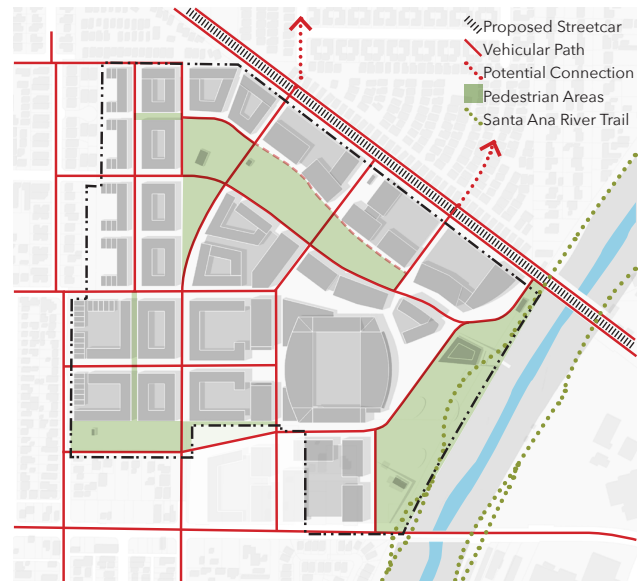 Proposed Streetcar
Vehicular Path
Potential Connection
Pedestrian Areas
Santa Ana River Trail